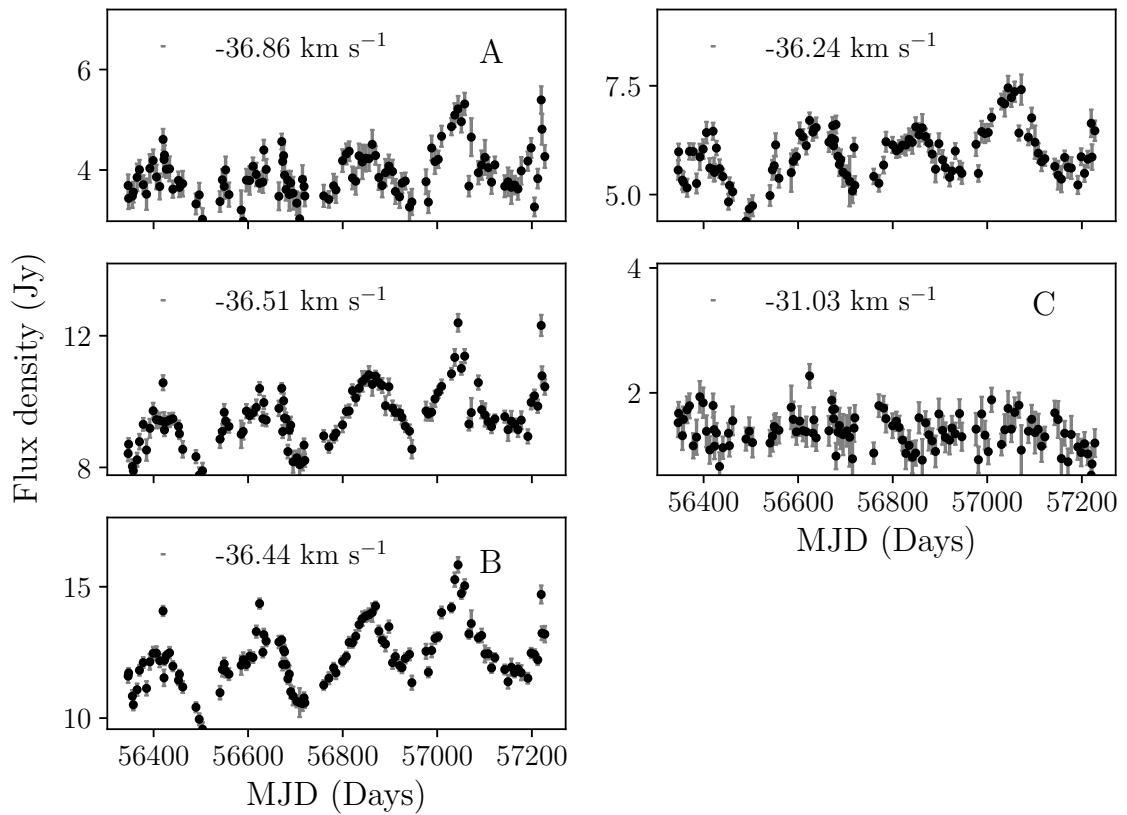 -36.86 km s⁻¹ A
6
4
-36.24 km s⁻¹
7.5
5.0
Flux density (Jy)
-36.51 km s⁻¹
12
8
-31.03 km s⁻¹ C
4
2
56400 56600 56800 57000 57200
MJD (Days)
-36.44 km s⁻¹ B
15
10
56400 56600 56800 57000 57200
MJD (Days)